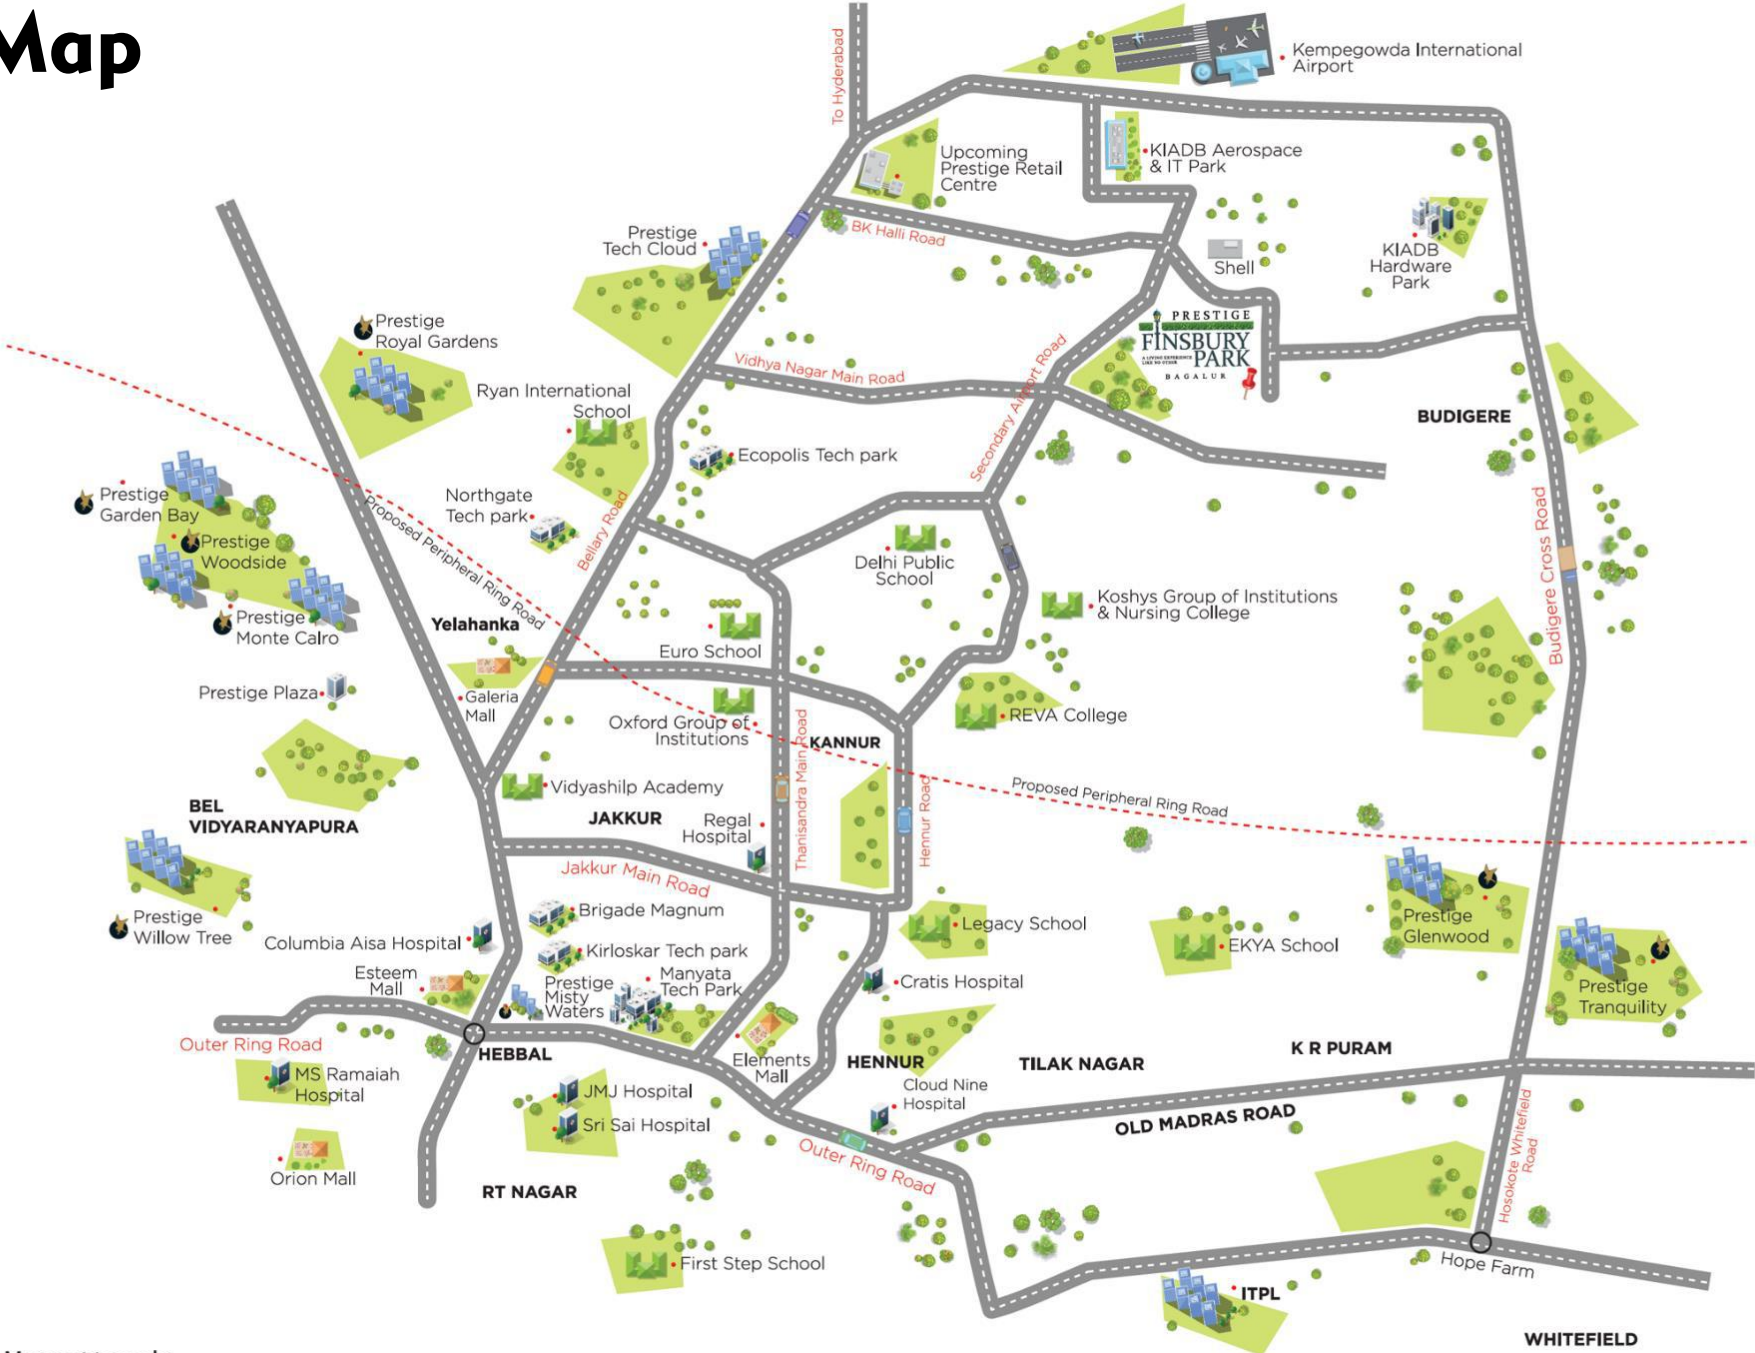 Map
To Hyderabad
Kempegowda International
Airport
Upcoming
Prestige Retail
Centre
KIADB Aerospace
& IT Park
BK Halli Road
Prestige
Tech Cloud
Shell
KIADB
Hardware
Park
Prestige
Royal Gardens
PRESTIGE
FINSBURY
PARK
A LIVING EXPERIENCE
LIKE NO OTHER
BAGALUR
Vidhya Nagar Main Road
Secondary Airport Road
Ryan International
School
BUDIGERE
Ecopolis Tech park
Northgate
Tech park
Bellary Road
Prestige
Garden Bay
Proposed Peripheral Ring Road
Prestige
Woodside
Delhi Public
School
Budigere Cross Road
Koshys Group of Institutions
& Nursing College
Prestige
Monte Calro
Yelahanka
Euro School
Prestige Plaza
Galeria
Mall
Oxford Group of
Institutions
Thanisandra Main Road
KANNUR
REVA College
Vidyashilp Academy
Proposed Peripheral Ring Road
BEL
VIDYARANYAPURA
JAKKUR
Regal
Hospital
Hennur Road
Jakkur Main Road
Prestige
Willow Tree
Brigade Magnum
Legacy School
EKYA School
Prestige
Glenwood
Columbia Aisa Hospital
Kirloskar Tech park
Esteem
Mall
Prestige
Misty
Waters
Manyata
Tech Park
Cratis Hospital
Prestige
Tranquility
Outer Ring Road
HEBBAL
Elements
Mall
HENNUR
TILAK NAGAR
K R PURAM
MS Ramaiah
Hospital
JMJ Hospital
Cloud Nine
Hospital
Sri Sai Hospital
OLD MADRAS ROAD
Hosokote Whitefield
Road
Outer Ring Road
Orion Mall
RT NAGAR
First Step School
Hope Farm
ITPL
WHITEFIELD